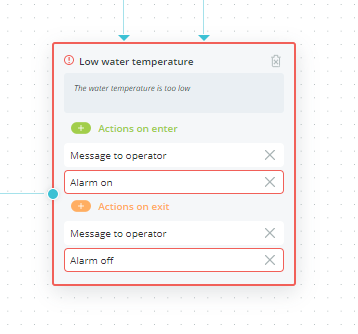 Low water temperature
The water temperature is too low
Actions on enter
Message to operator
Alarm on
Actions on exit
Message to operator
Alarm off